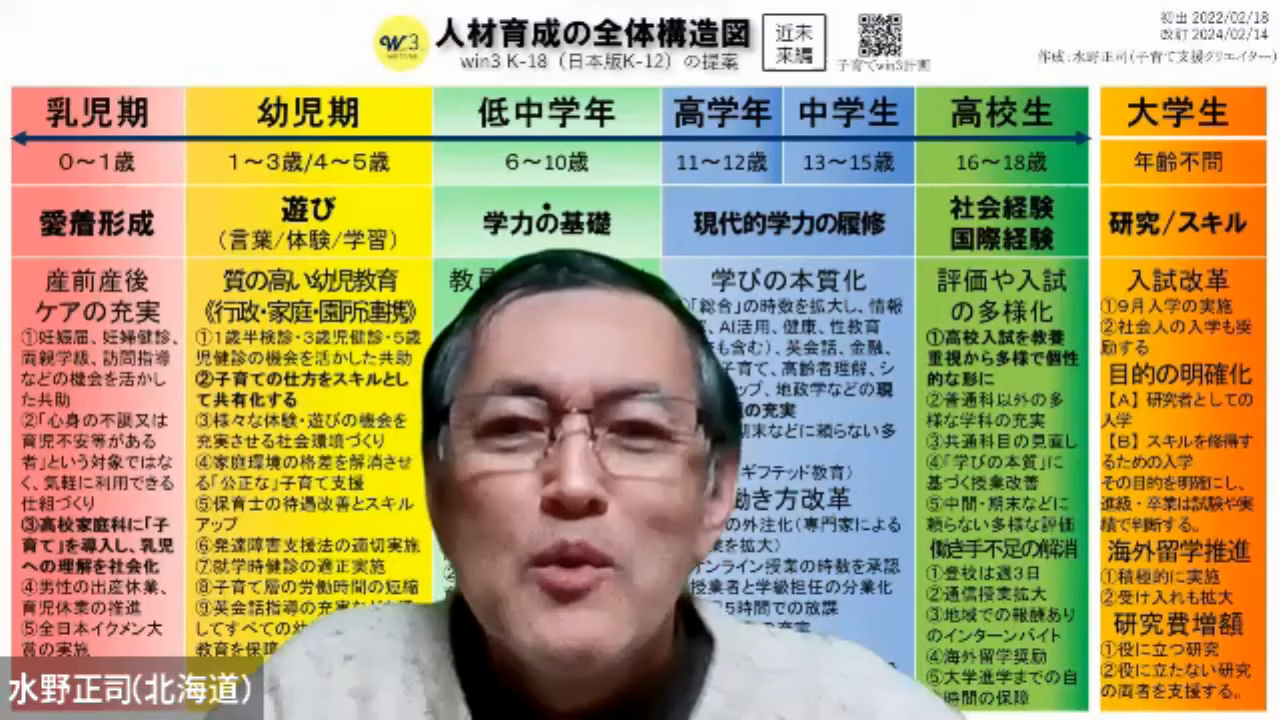 W3
人材育成の全体構造図
win3 K-18（日本版K-12）の提案
近未
来編
子育てwin3計画
初出 2022/02/18
改訂 2024/02/14
作成：水野正司（子育て支援クリエイター）
乳児期
幼児期
低中学年
高学年
中学生
高校生
大学生
０～１歳
１～３歳/４～５歳
６～10歳
11～12歳
13～15歳
16～18歳
年齢不問
愛着形成
遊び
（言葉/体験/学習）
学力の基礎
現代的学力の履修
社会経験
国際経験
研究/スキル
産前産後
ケアの充実
①妊娠届、妊婦健診、
両親学級、訪問指導
などの機会を活かし
た共助
②「心身の不調又は
育児不安等がある
者」という対象ではな
く、気軽に利用できる
仕組づくり
③高校家庭科に「子
育て」を導入し、乳児
への理解を社会化
④男性の出産休業、
育児休業の推進
⑤全日本イクメン大
賞の実施
質の高い幼児教育
《行政・家庭・園所連携》
①１歳半検診・３歳児健診・５歳
児健診の機会を活かした共助
②子育ての仕方をスキルとし
て共有化する
③様々な体験・遊びの機会を
充実させる社会環境づくり
④家庭環境の格差を解消させ
る「公正な」子育て支援
⑤保育士の待遇改善とスキル
アップ
⑥発達障害支援法の適切実施
⑦就学時健診の適正実施
⑧子育て層の労働時間の短縮
⑨英会話指導の充実など
してすべての幼
教育を保障
教員
学びの本質化
「総合」の時数を拡大し、情報
AI活用、健康、性教育
も含む）、英会話、金融、
子育て、高齢者理解、シ
ップ、地政学などの現
の充実
期末などに頼らない多
ギフテッド教育）
働き方改革
の外注化（専門家による
業を拡大）
ンライン授業の時数を承認
授業者と学級担任の分業化
5時間での放課
の充実
評価や入試
の多様化
①高校入試を教養
重視から多様で個性
的な形に
②普通科以外の多
様な学科の充実
③共通科目の見直し
④「学びの本質」に
基づく授業改善
⑤中間・期末などに
頼らない多様な評価
働き手不足の解消
①登校は週３日
②通信授業拡大
③地域での報酬あり
のインターンバイト
④海外留学奨励
⑤大学進学までの自
時間の保障
入試改革
①９月入学の実施
②社会人の入学も奨
励する
目的の明確化
【A】研究者としての
入学
【B】スキルを修得す
るための入学
その目的を明確にし、
進級・卒業は試験や実
績で判断する。
海外留学推進
①積極的に実施
②受け入れも拡大
研究費増額
①役に立つ研究
②役に立たない研究
の両者を支援する。
水野正司(北海道)